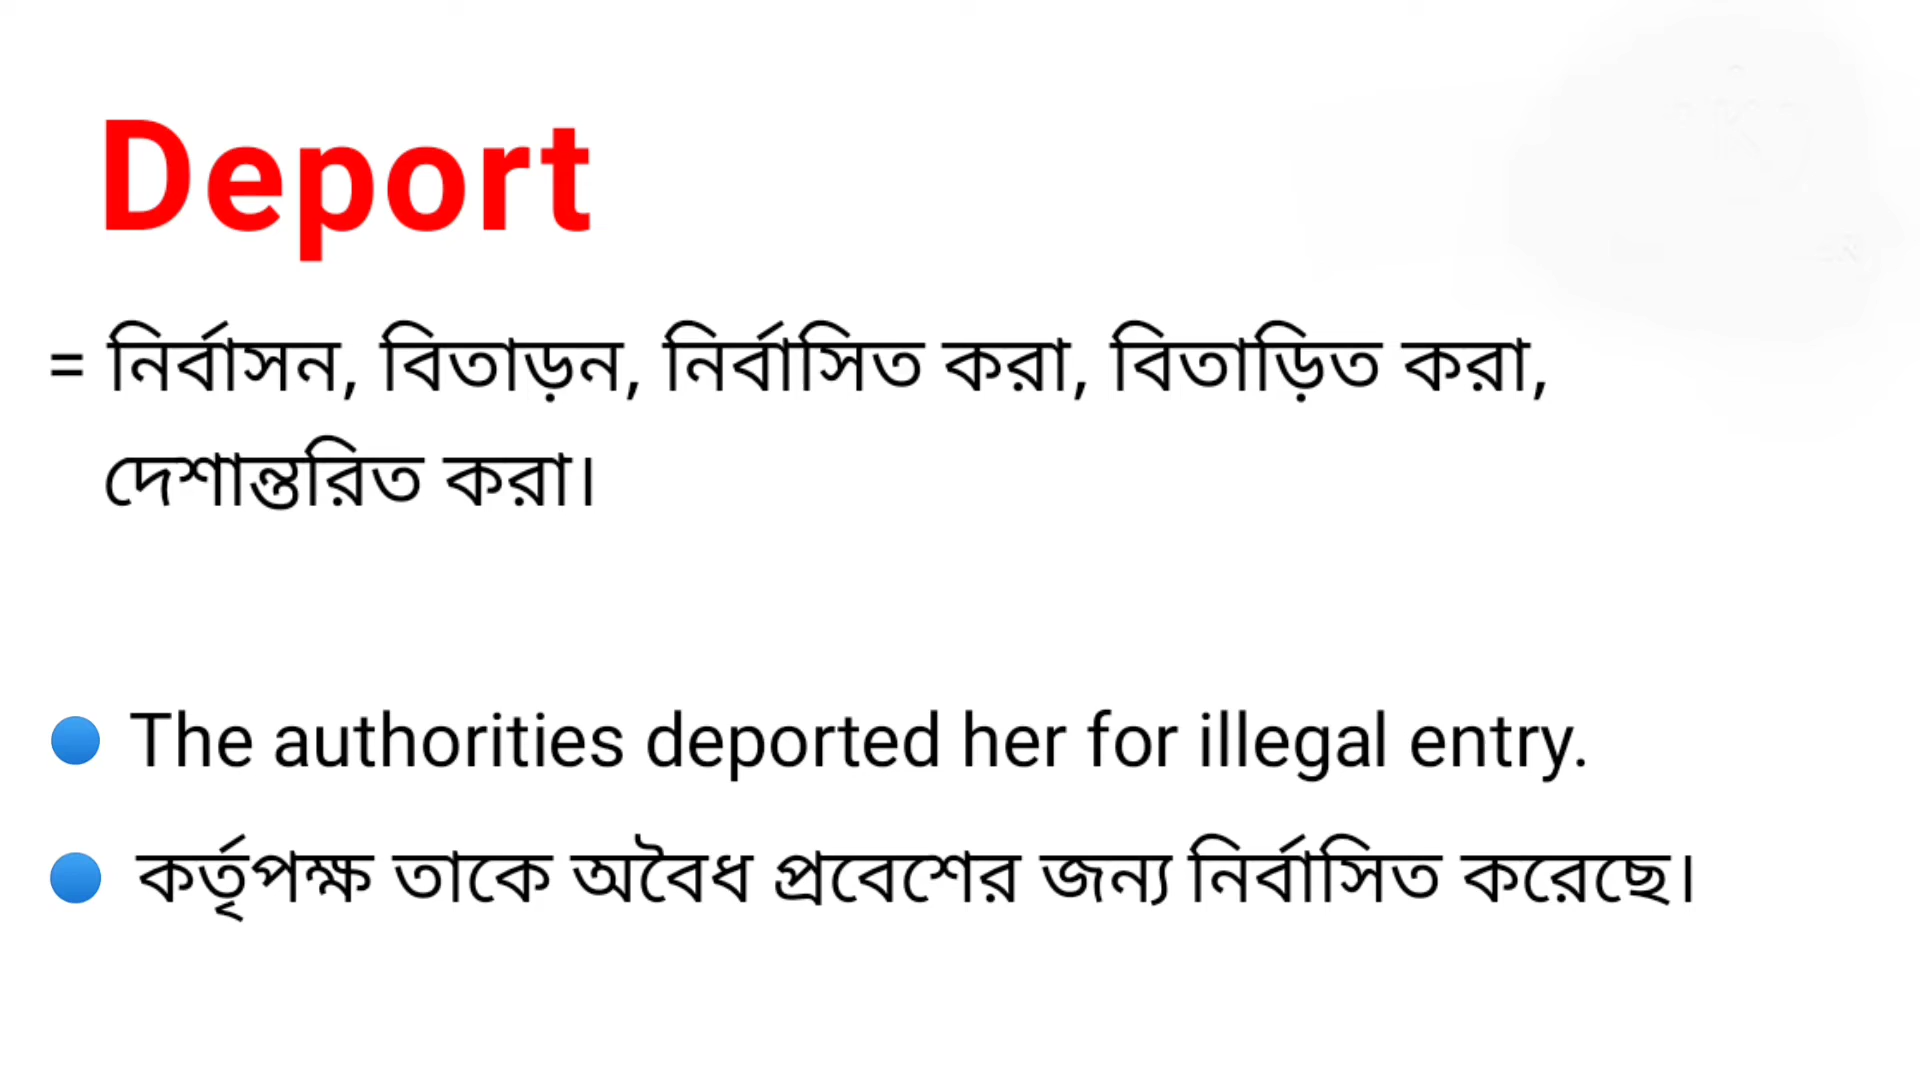 Deport
= নির্বাসন, বিতাড়ন, নির্বাসিত করা, বিতাড়িত করা,
দেশান্তরিত করা।
The authorities deported her for illegal entry.
কর্তৃপক্ষ তাকে অবৈধ প্রবেশের জন্য নির্বাসিত করেছে।